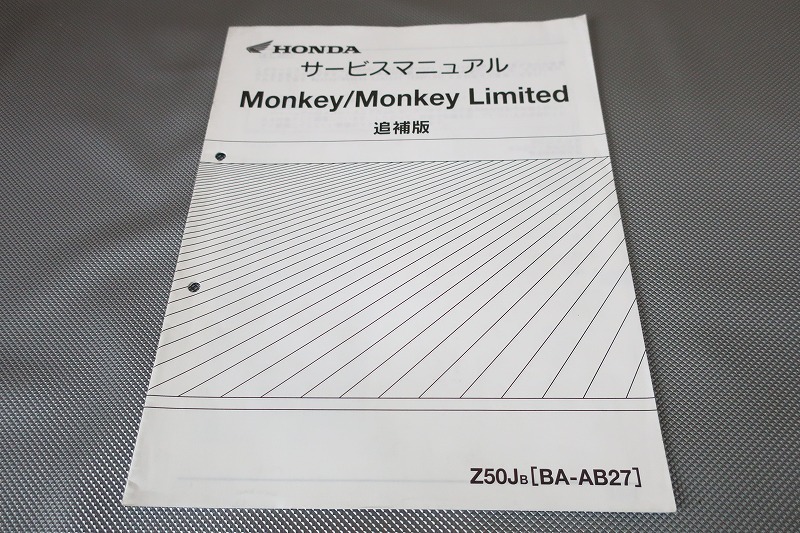 HONDA
サービスマニュアル
Monkey/Monkey Limited
追補版
Z50JB[BA-AB27]